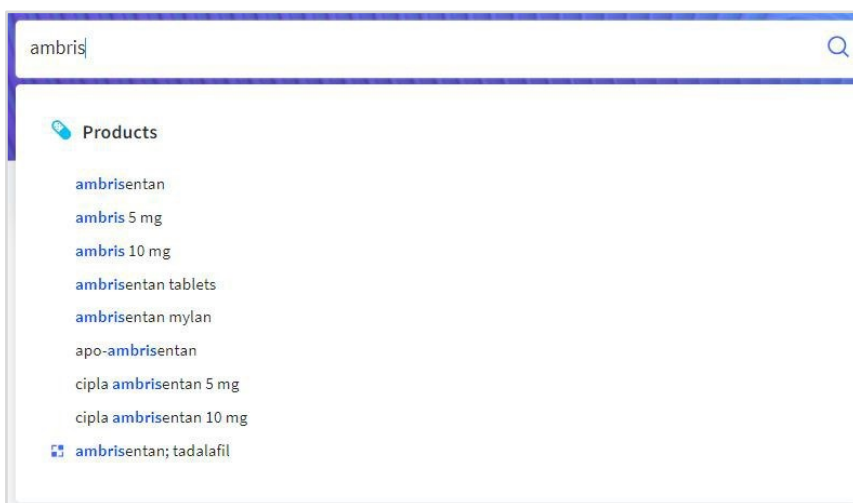 ambris
Products
ambrisentan
ambris 5 mg
ambris 10 mg
ambrisentan tablets
ambrisentan mylan
apo-ambrisentan
cipla ambrisentan 5 mg
cipla ambrisentan 10 mg
ambrisentan; tadalafil